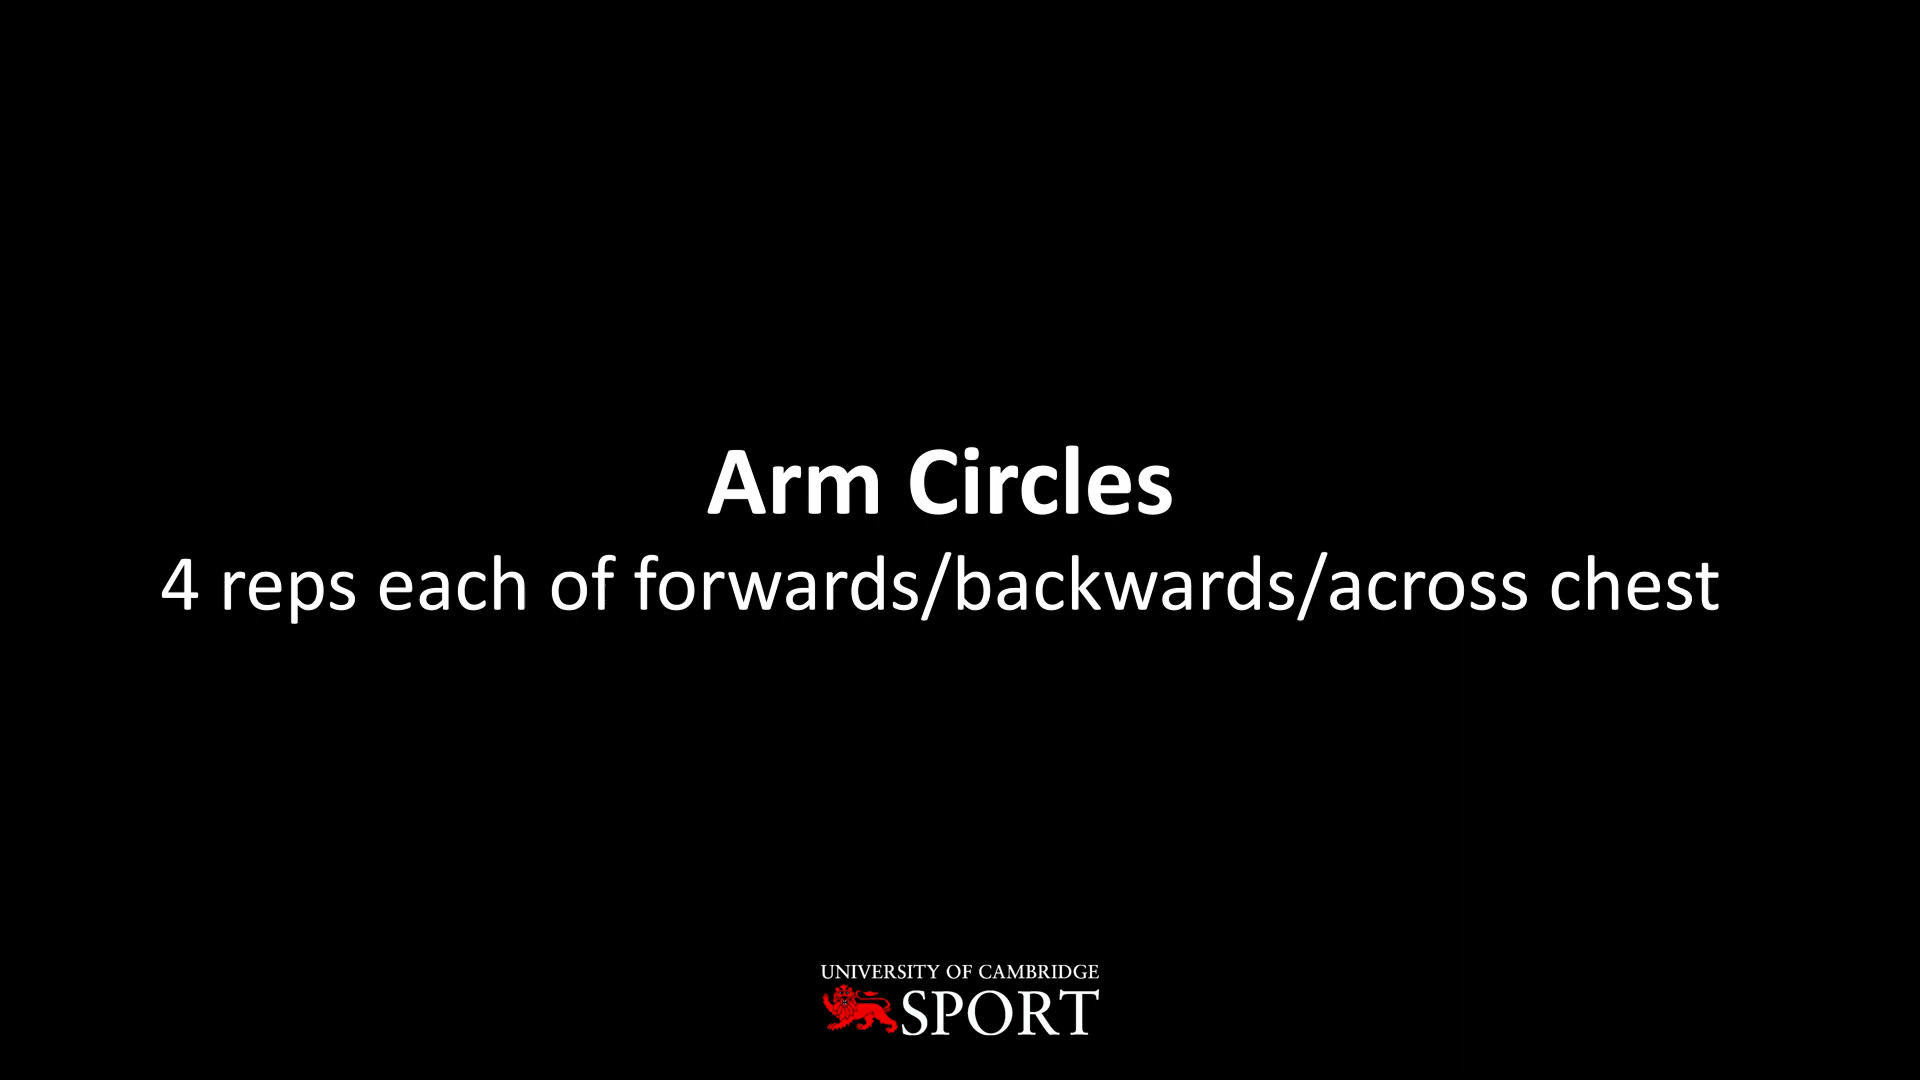 Arm Circles
4 reps each of forwards/backwards/across chest
UNIVERSITY OF CAMBRIDGE
SPORT